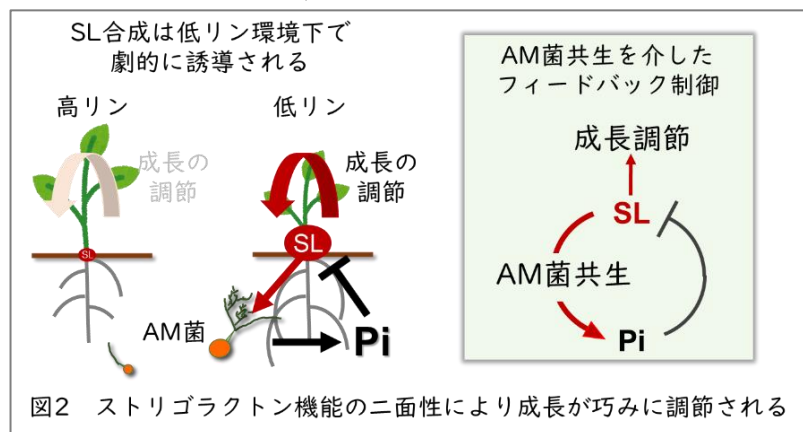 SL合成は低リン環境下で
劇的に誘導される
高リン
低リン
成長の
調節
成長の
調節
SL
SL
AM菌
Pi
AM菌共生を介した
フィードバック制御
成長調節
SL
AM菌共生
Pi
図2 ストリゴラクトン機能の二面性により成長が巧みに調節される